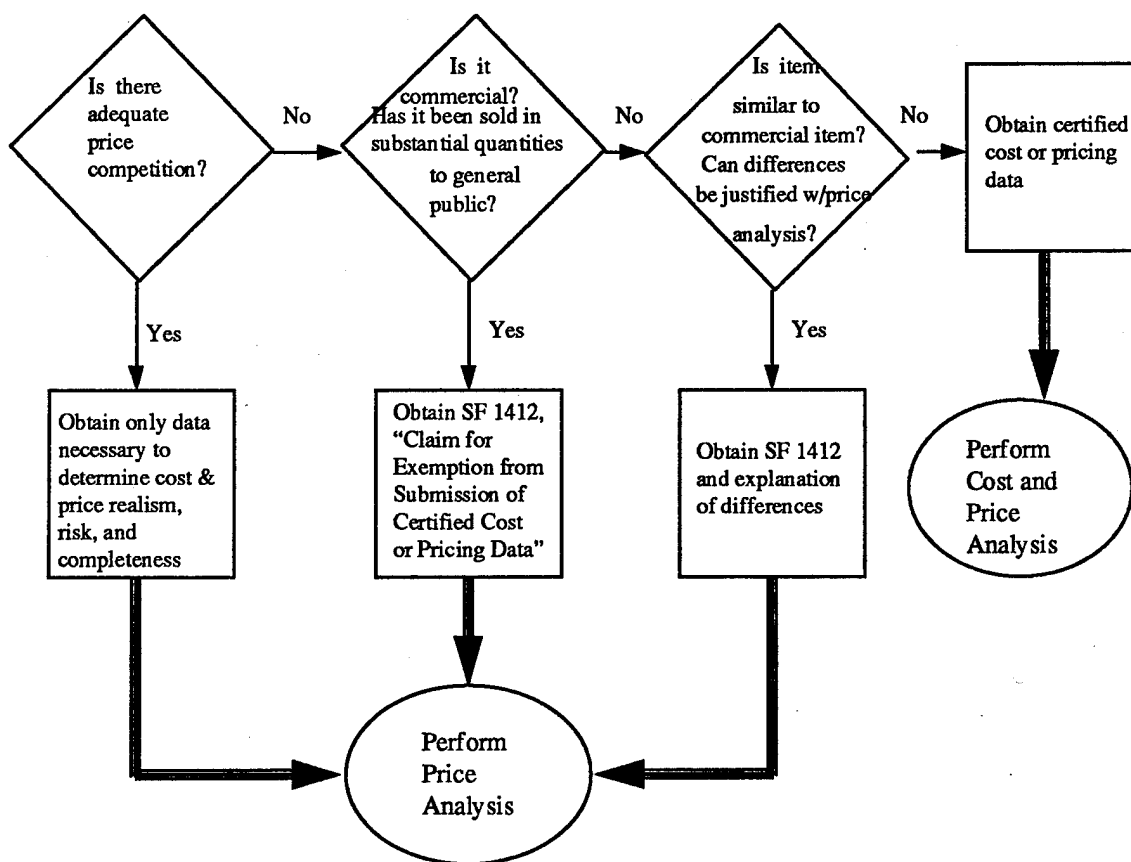 Is there
adequate
price
competition?
No
Is it
commercial?
Has it been sold in
substantial quantities
to general
public?
No
Is item
similar to
commercial item?
Can differences
be justified w/price
analysis?
No
Obtain certified
cost or pricing
data
Yes
Yes
Yes
Obtain only data
necessary to
determine cost &
price realism,
risk, and
completeness
Obtain SF 1412,
“Claim for
Exemption from
Submission of
Certified Cost
or Pricing Data”
Obtain SF 1412
and explanation
of differences
Perform
Cost and
Price
Analysis
Perform
Price
Analysis